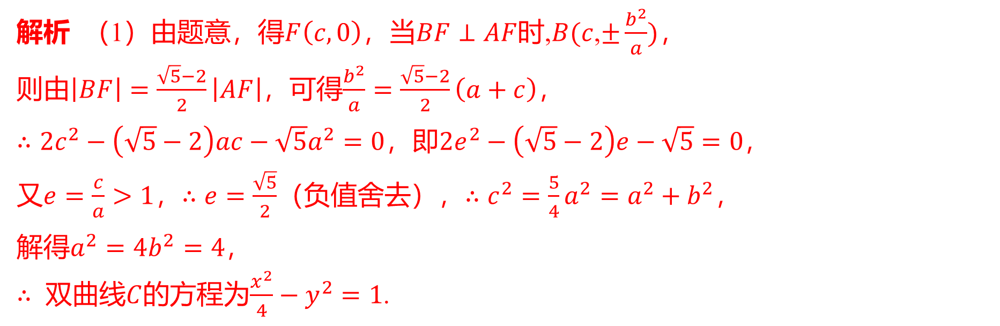 解析 （1）由题意，得$F(c,0)$，当$BF\perp AF$时,$B(c,\pm\frac{b^2}{a})$，
则由$|BF|=\frac{\sqrt{5}-2}{2}|AF|$，可得$\frac{b^2}{a}=\frac{\sqrt{5}-2}{2}(a+c)$，
$\therefore 2c^2-(\sqrt{5}-2)ac-\sqrt{5}a^2=0$，即$2e^2-(\sqrt{5}-2)e-\sqrt{5}=0$，
又$e=\frac{c}{a}>1$，$\therefore e=\frac{\sqrt{5}}{2}$（负值舍去），$\therefore c^2=\frac{5}{4}a^2=a^2+b^2$，
解得$a^2=4b^2=4$，
$\therefore$ 双曲线$C$的方程为$\frac{x^2}{4}-y^2=1$.